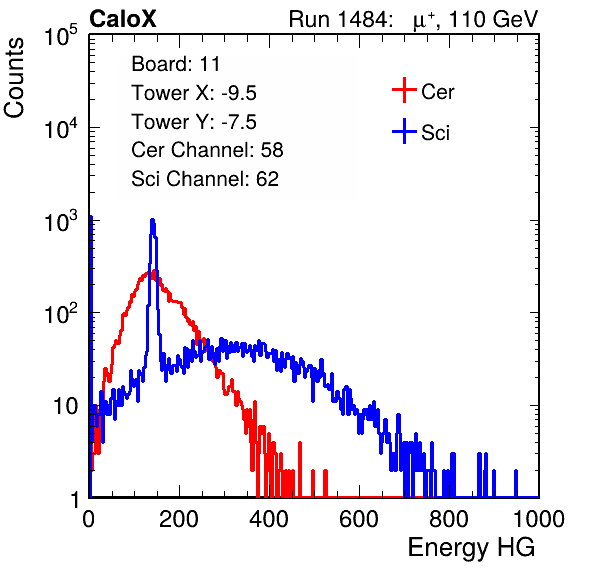 CaloX Run 1484: μ⁺, 110 GeV
Counts
10⁵
10⁴
10³
10²
10
1
Board: 11
Tower X: -9.5
Tower Y: -7.5
Cer Channel: 58
Sci Channel: 62
Cer
Sci
0 200 400 600 800 1000
Energy HG